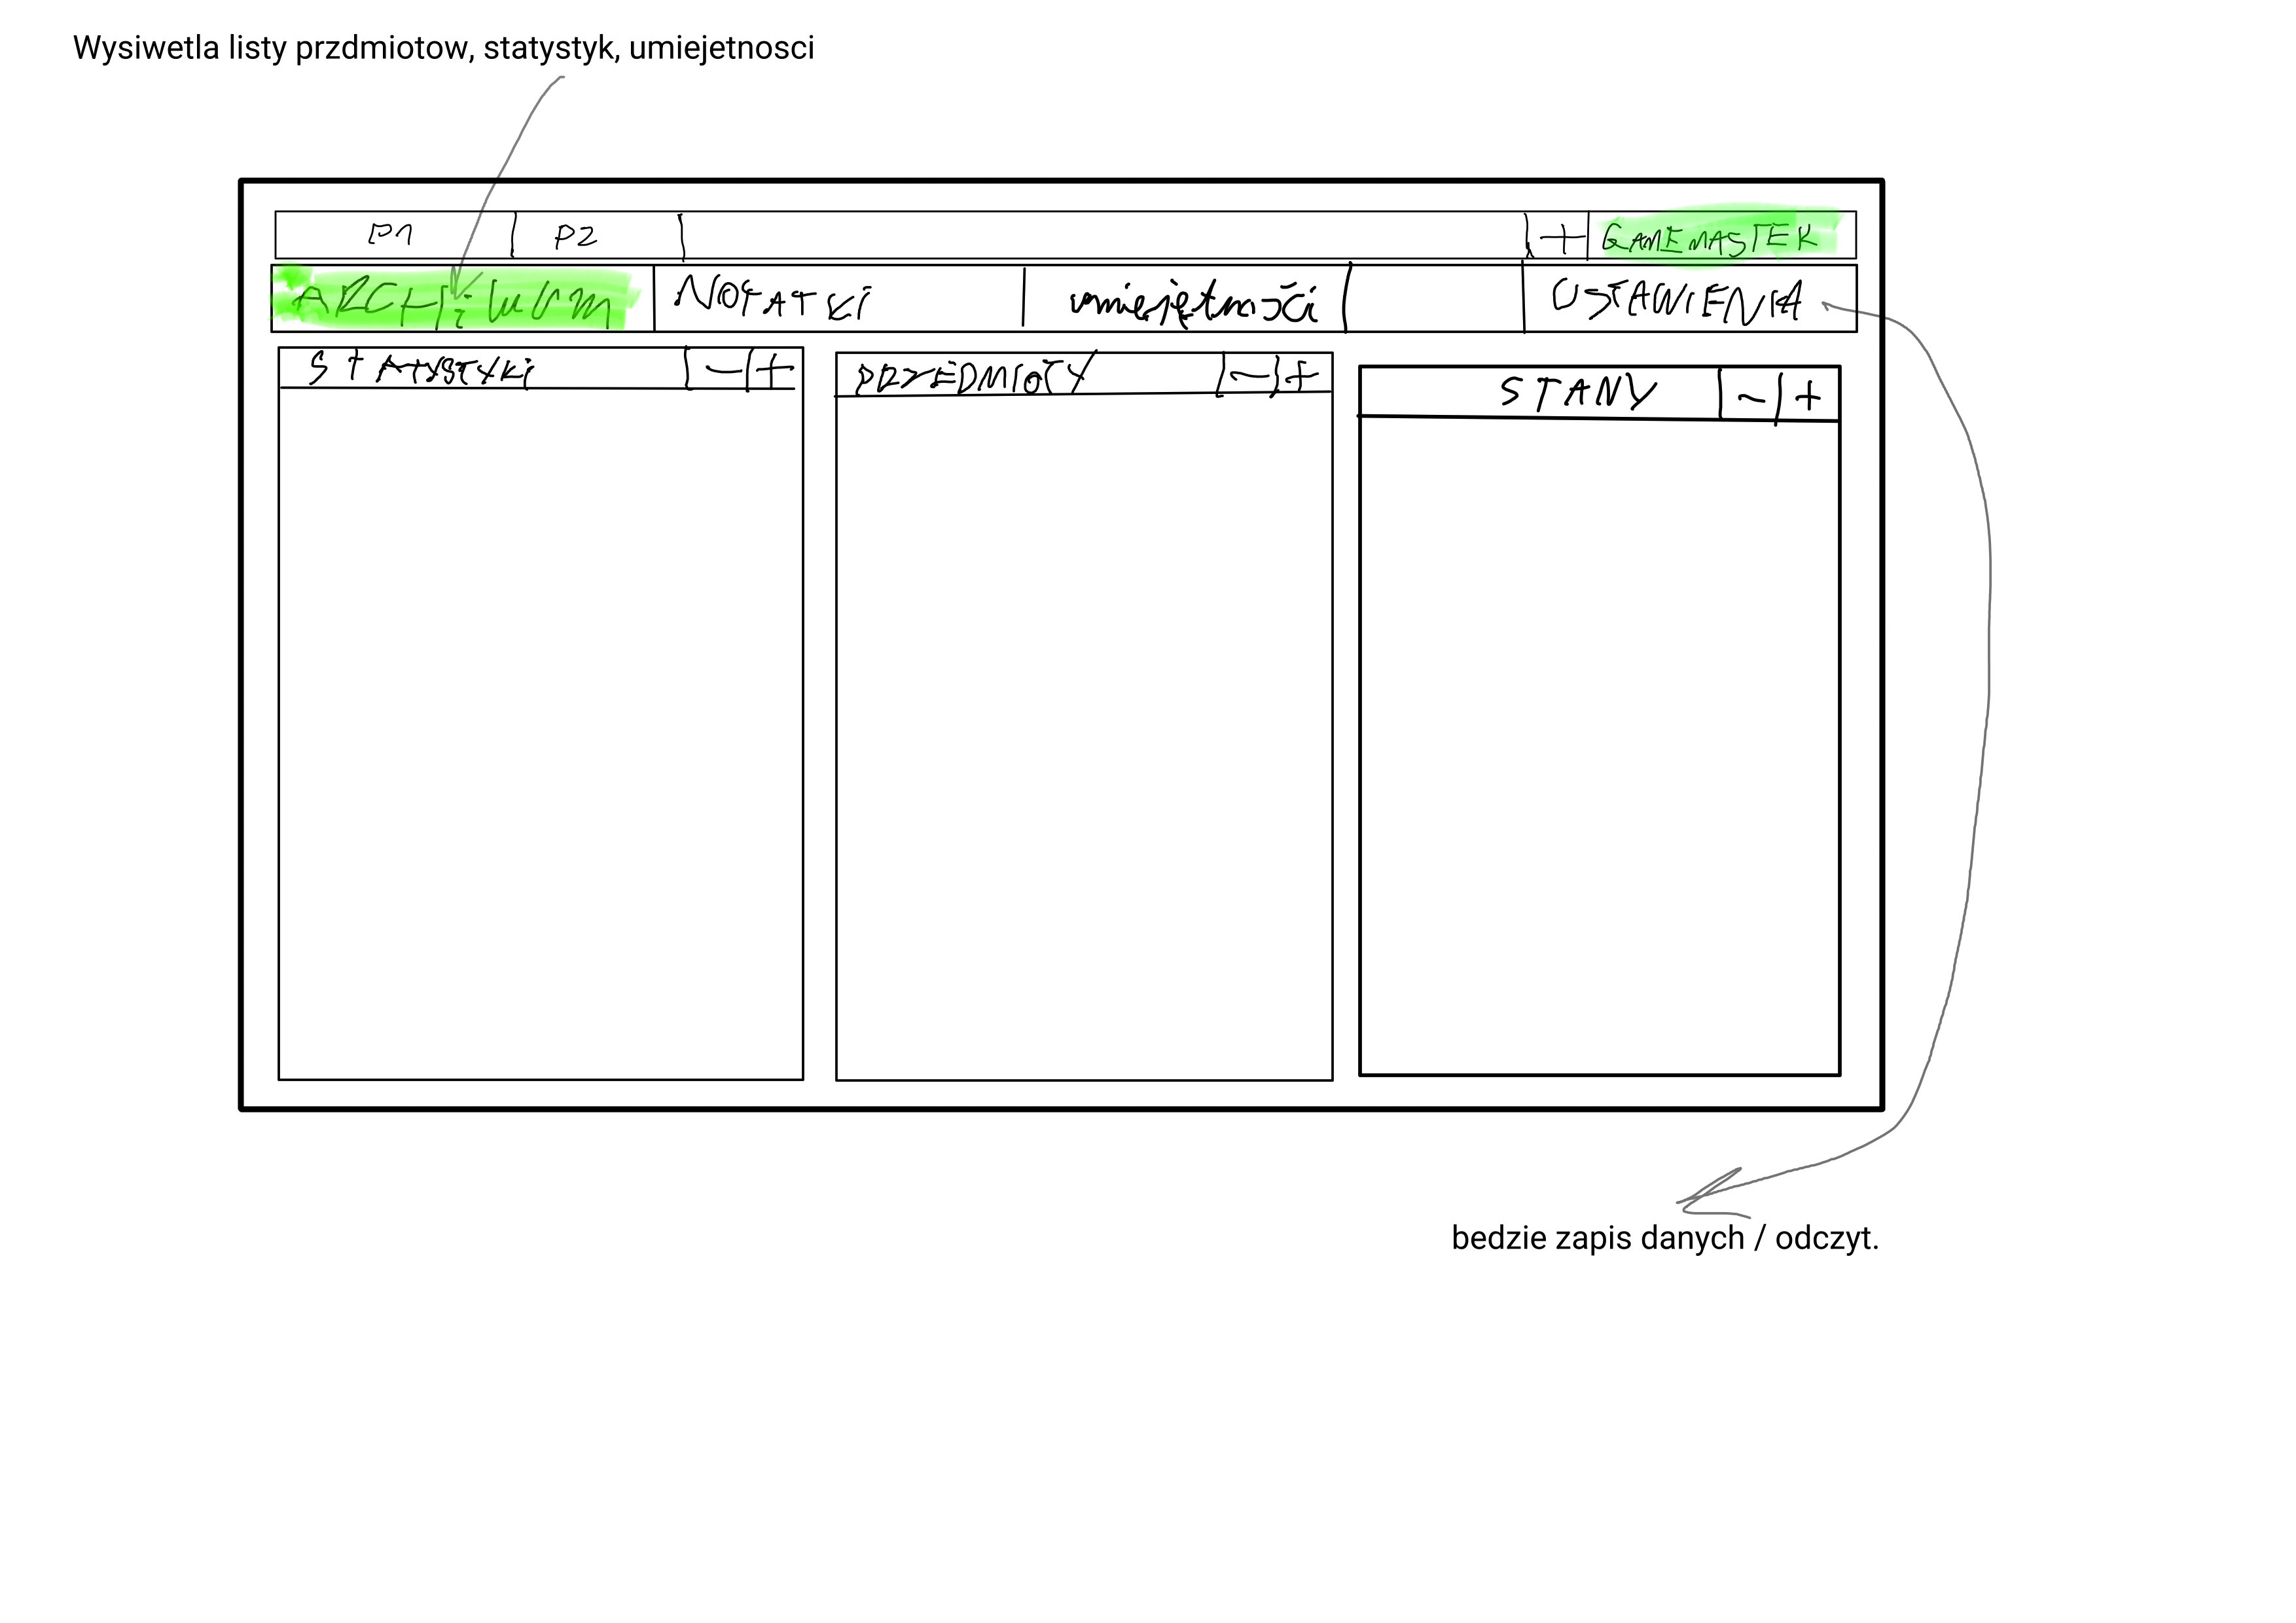 Wysiwetla listy przdmiotow, statystyk, umiejetnosci
P1 P2 + GAMEMASTER
ARCHiWUM NOTATKi umiejętności USTAWIENIA
STATYSTYKi - +
PRZEDMIOTY - +
STANY - +
bedzie zapis danych / odczyt.